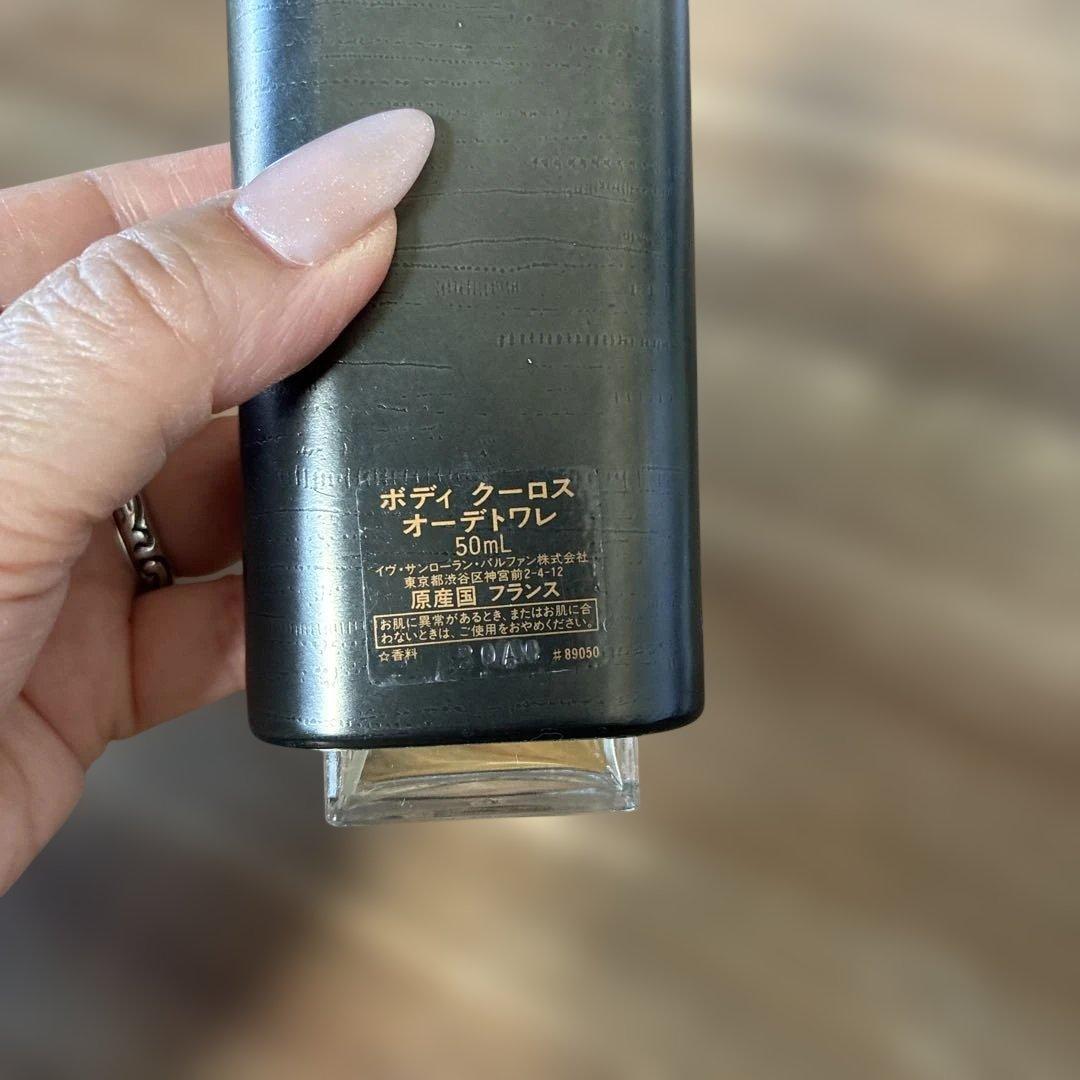 ボディ クーロス
オーデトワレ
50mL
イヴ・サンローラン・パルファン株式会社
東京都渋谷区神宮前2-4-12
原産国 フランス
お肌に異常があるとき、またはお肌に合
わないときは、ご使用をおやめください。
☆香料 #89050